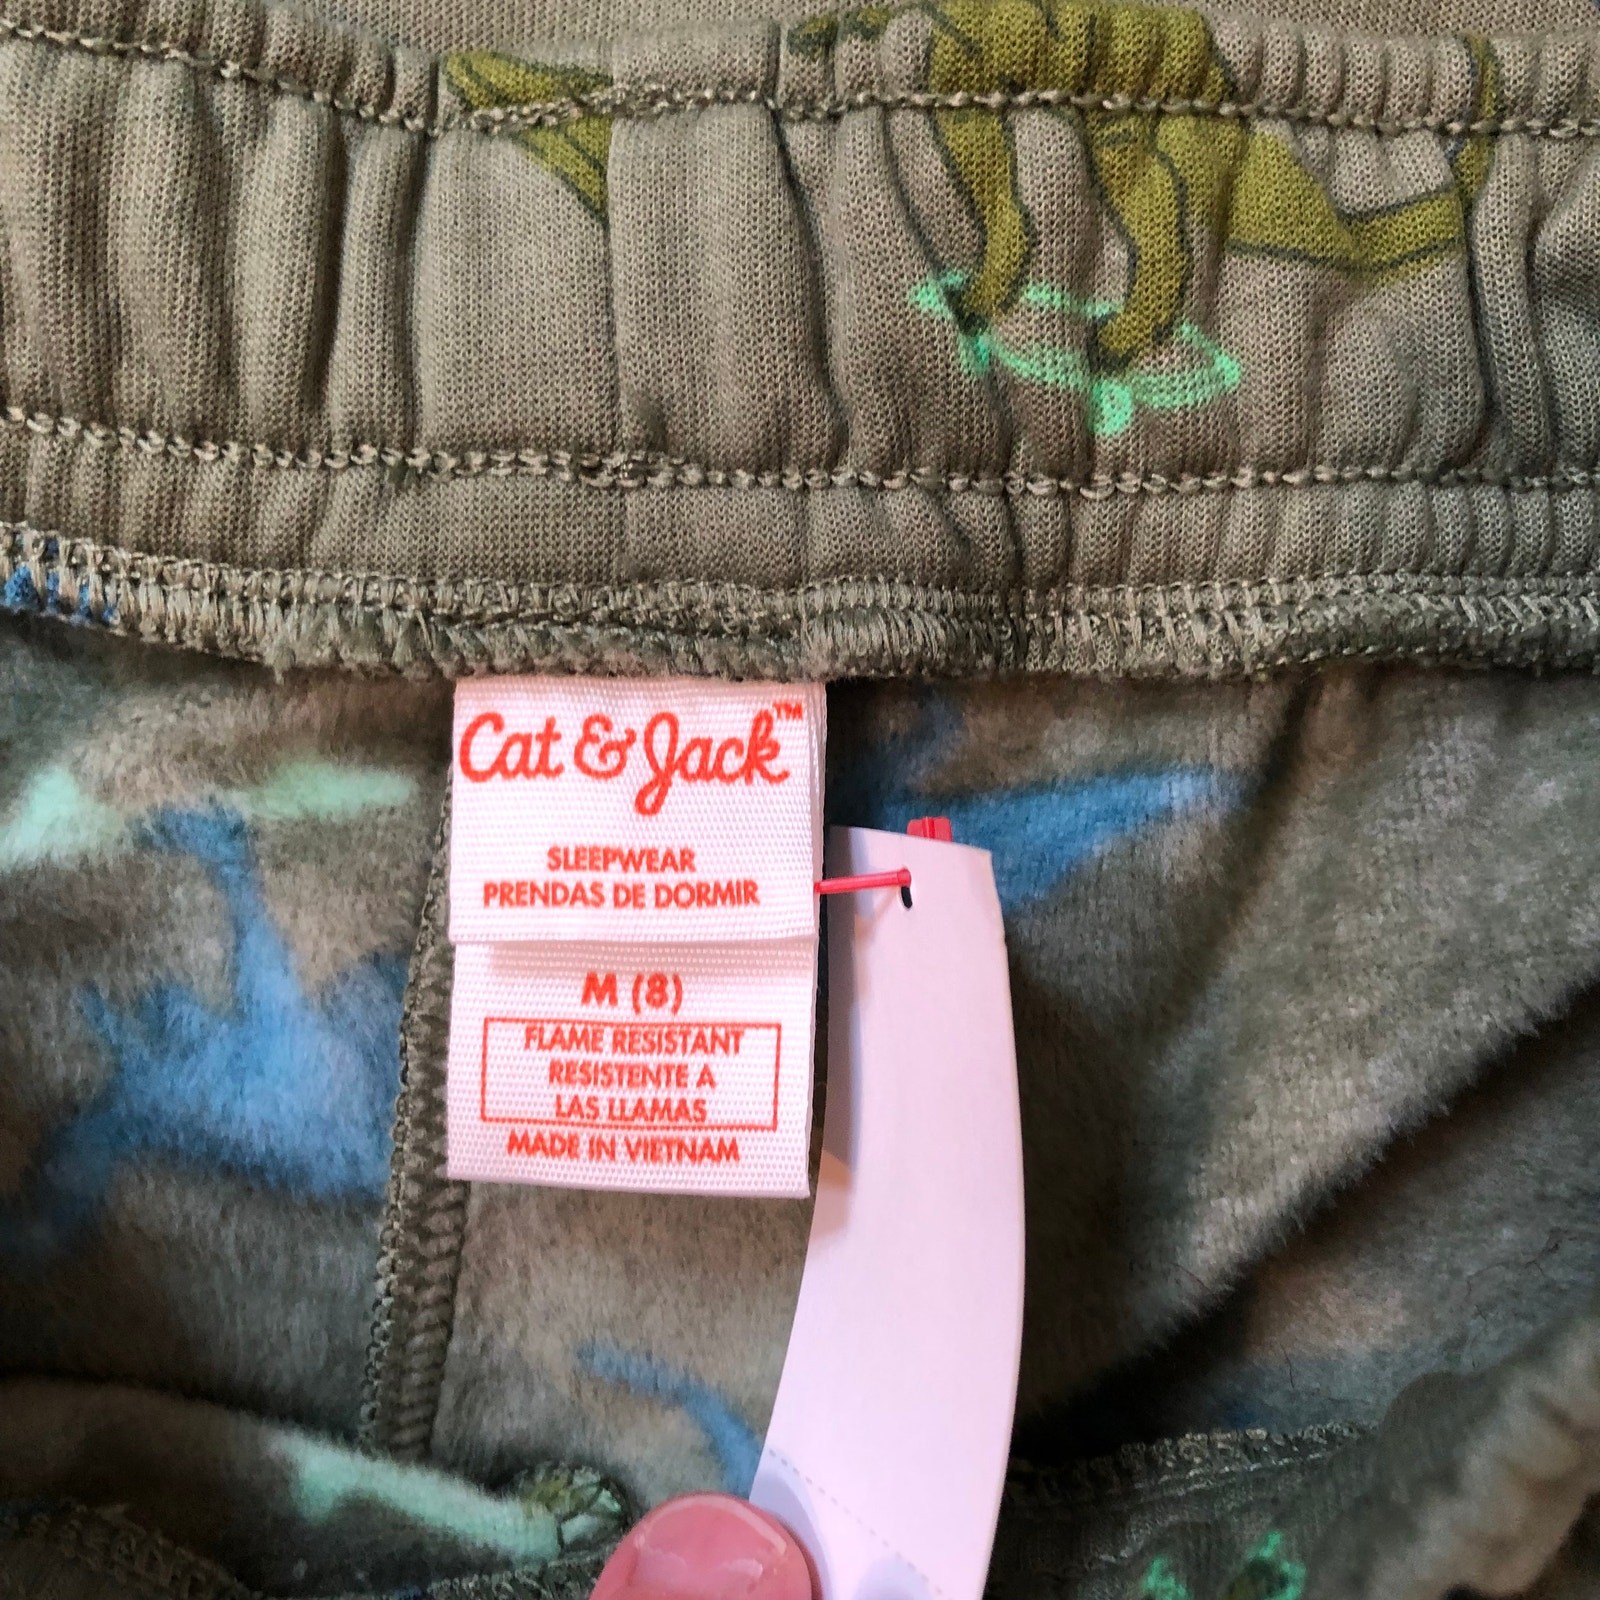 Cat & Jack™
SLEEPWEAR
PRENDAS DE DORMIR
M (8)
FLAME RESISTANT
RESISTENTE A
LAS LLAMAS
MADE IN VIETNAM